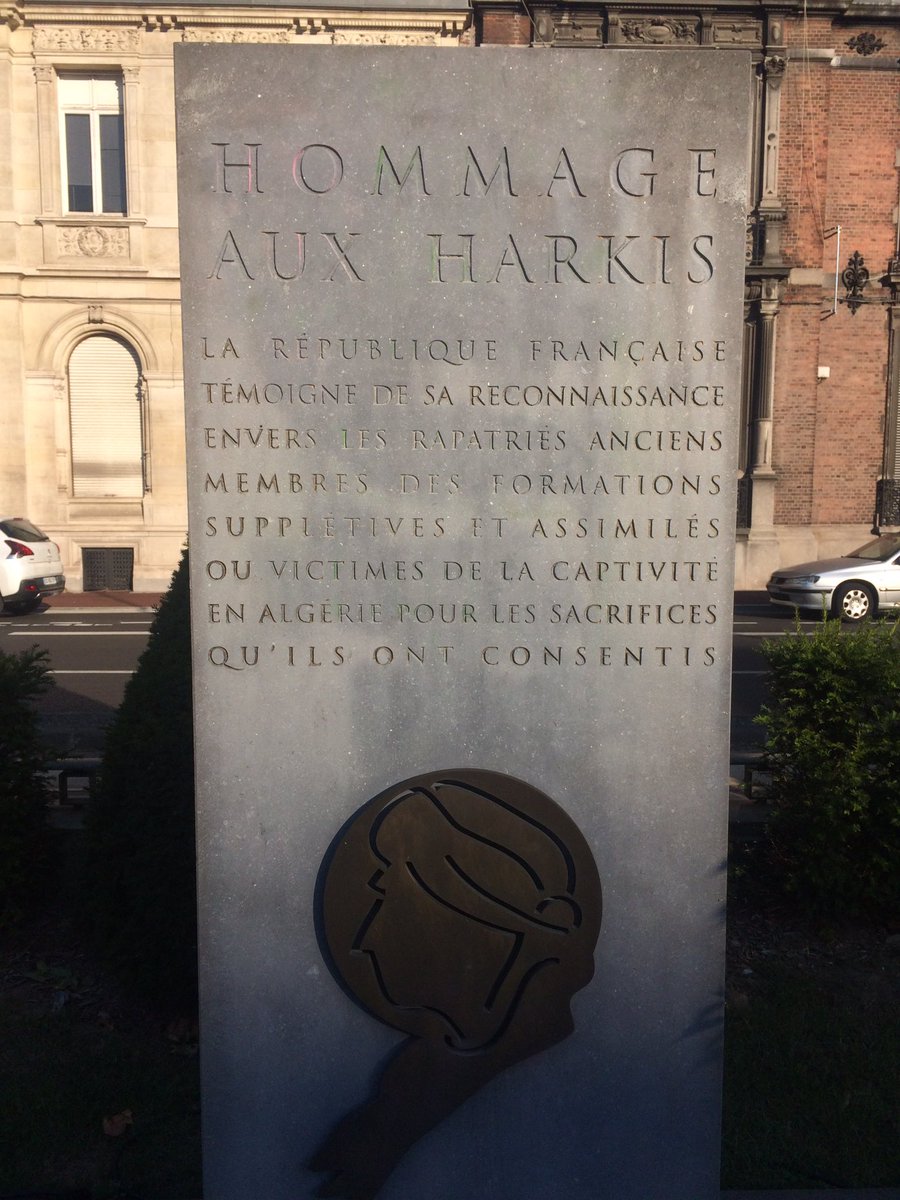 HOMMAGE
AUX HARKIS
LA RÉPUBLIQUE FRANÇAISE
TÉMOIGNE DE SA RECONNAISSANCE
ENVERS LES RAPATRIÉS ANCIENS
MEMBRES DES FORMATIONS
SUPPLÉTIVES ET ASSIMILÉS
OU VICTIMES DE LA CAPTIVITÉ
EN ALGÉRIE POUR LES SACRIFICES
QU'ILS ONT CONSENTIS